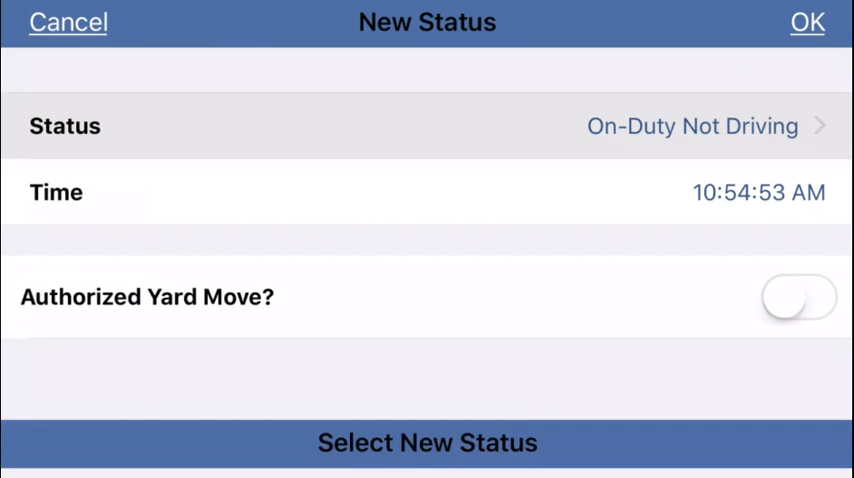 Cancel New Status OK
Status On-Duty Not Driving
Time 10:54:53 AM
Authorized Yard Move?
Select New Status